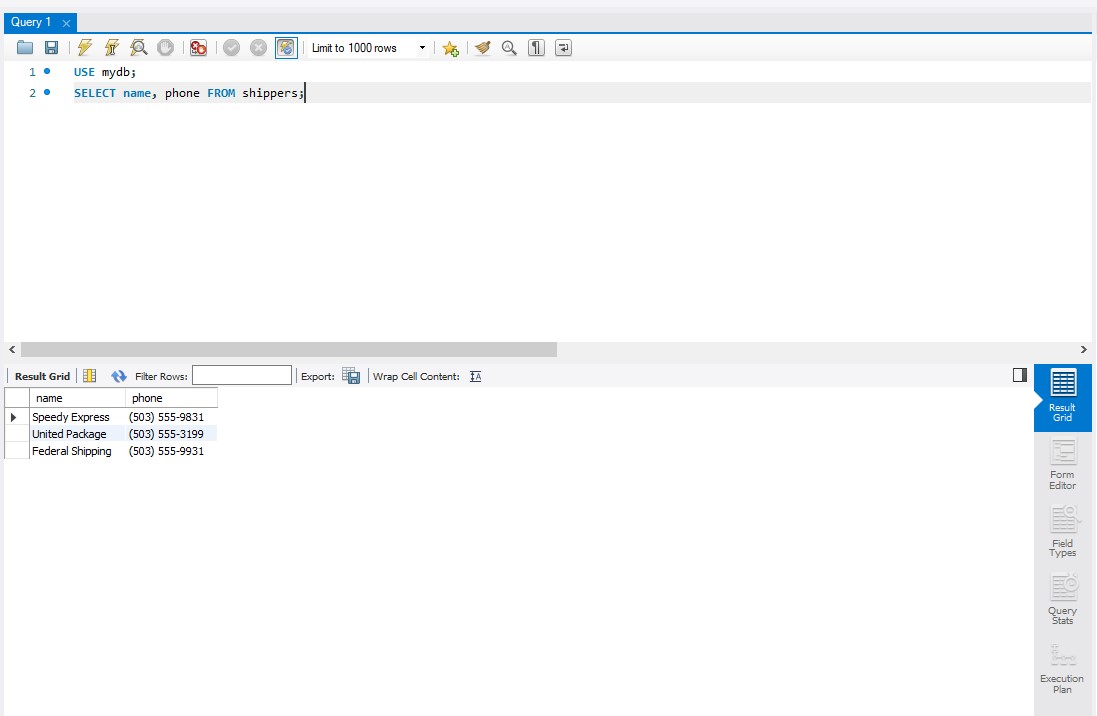 Query 1
Limit to 1000 rows
1 USE mydb;
2 SELECT name, phone FROM shippers;
Result Grid Filter Rows: Export: Wrap Cell Content:
name phone
Speedy Express (503) 555-9831
United Package (503) 555-3199
Federal Shipping (503) 555-9931
Result
Grid
Form
Editor
Field
Types
Query
Stats
Execution
Plan